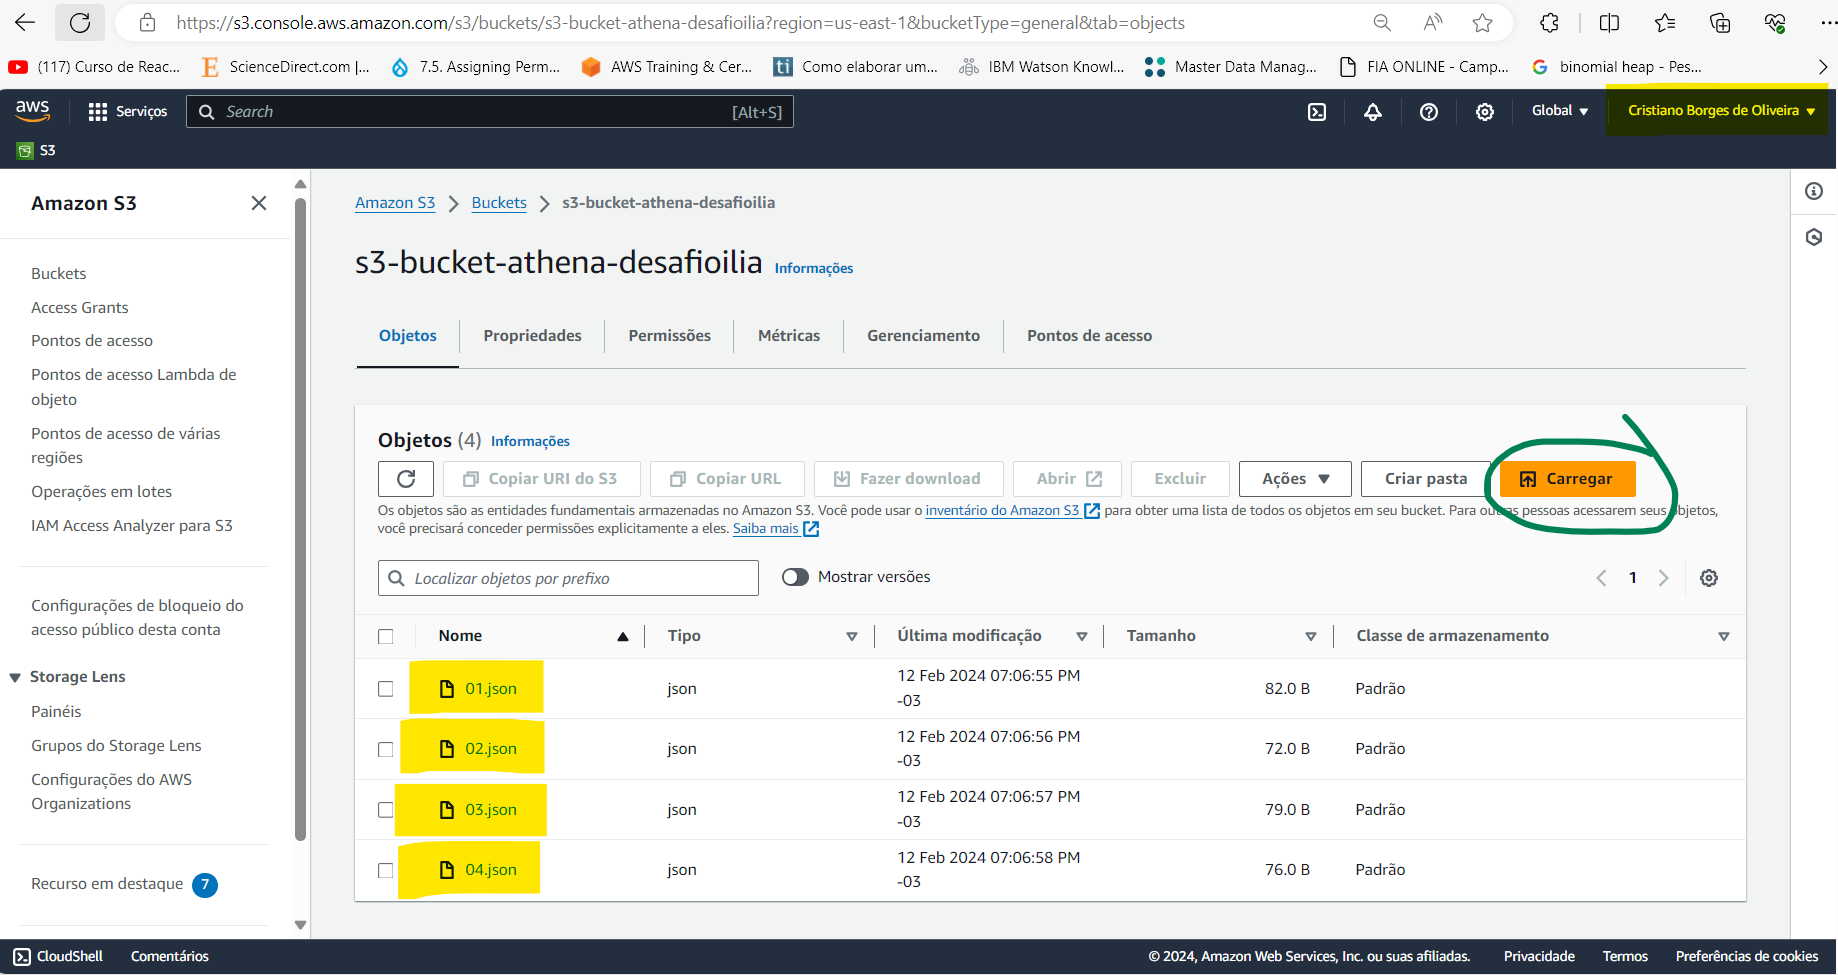 https://s3.console.aws.amazon.com/s3/buckets/s3-bucket-athena-desafioilia?region=us-east-1&bucketType=general&tab=objects
(117) Curso de Reac... ScienceDirect.com |... 7.5. Assigning Perm... AWS Training & Cer... Como elaborar um... IBM Watson Knowl... Master Data Manag... FIA ONLINE - Camp... binomial heap - Pes...
aws Serviços Search [Alt+S] Global Cristiano Borges de Oliveira
S3
Amazon S3
Buckets
Access Grants
Pontos de acesso
Pontos de acesso Lambda de
objeto
Pontos de acesso de várias
regiões
Operações em lotes
IAM Access Analyzer para S3
Configurações de bloqueio do
acesso público desta conta
Storage Lens
Painéis
Grupos do Storage Lens
Configurações do AWS
Organizations
Recurso em destaque 7
Amazon S3 Buckets s3-bucket-athena-desafioilia
s3-bucket-athena-desafioilia Informações
Objetos Propriedades Permissões Métricas Gerenciamento Pontos de acesso
Objetos (4) Informações
Copiar URI do S3 Copiar URL Fazer download Abrir Excluir Ações Criar pasta Carregar
Os objetos são as entidades fundamentais armazenadas no Amazon S3. Você pode usar o inventário do Amazon S3 para obter uma lista de todos os objetos em seu bucket. Para outras pessoas acessarem seus objetos,
você precisará conceder permissões explicitamente a eles. Saiba mais
Localizar objetos por prefixo Mostrar versões 1
Nome Tipo Última modificação Tamanho Classe de armazenamento
01.json json 12 Feb 2024 07:06:55 PM 82.0 B Padrão
-03
02.json json 12 Feb 2024 07:06:56 PM 72.0 B Padrão
-03
03.json json 12 Feb 2024 07:06:57 PM 79.0 B Padrão
-03
04.json json 12 Feb 2024 07:06:58 PM 76.0 B Padrão
-03
CloudShell Comentários © 2024, Amazon Web Services, Inc. ou suas afiliadas. Privacidade Termos Preferências de cookies